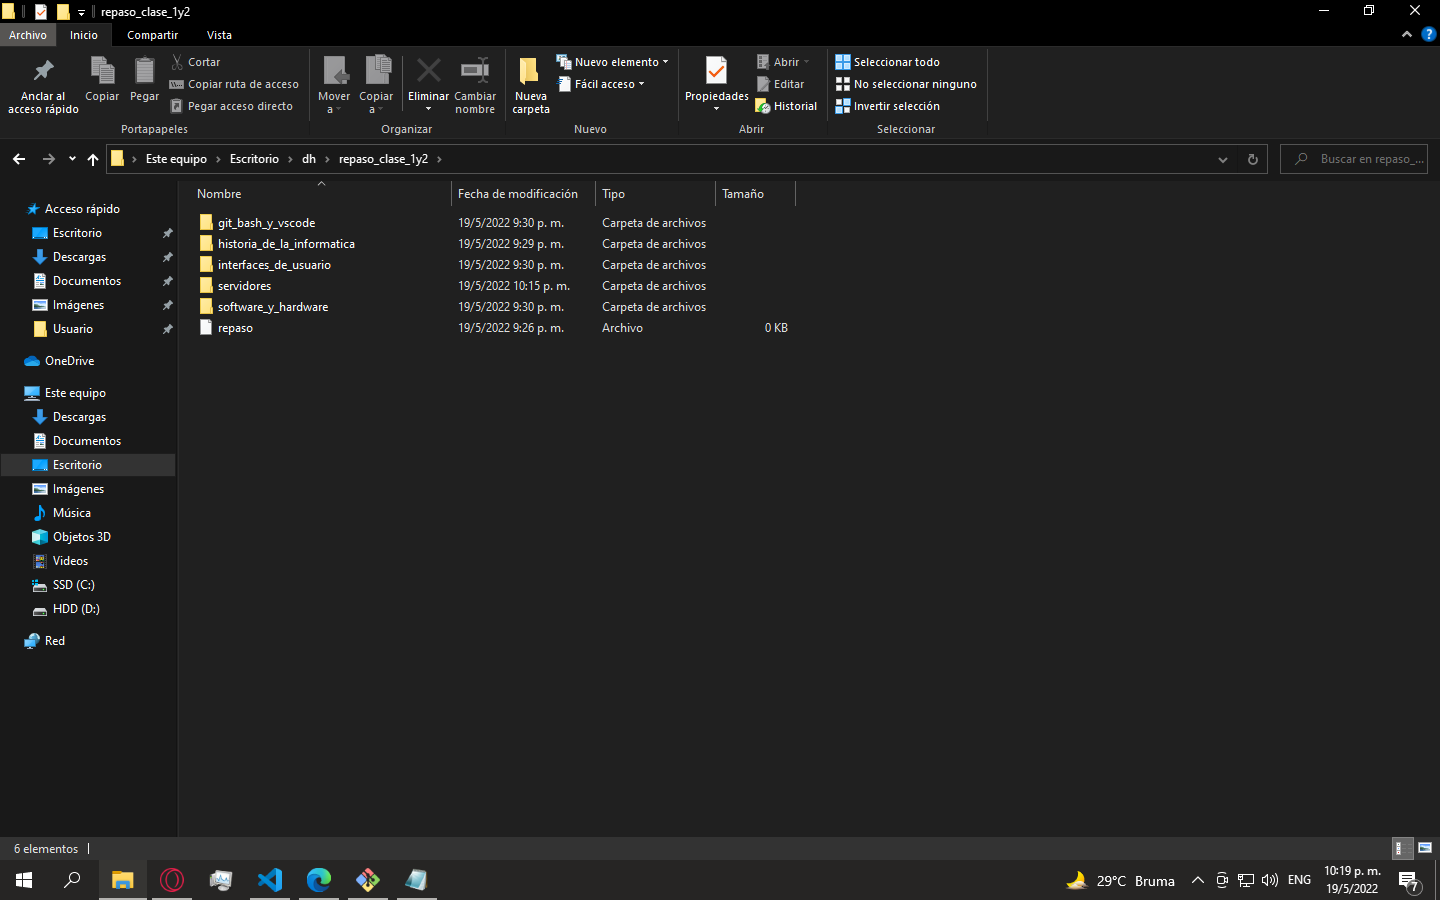 repaso_clase_1y2
Archivo Inicio Compartir Vista
Anclar al acceso rápido
Copiar
Pegar
Cortar
Copiar ruta de acceso
Pegar acceso directo
Portapapeles
Mover a
Copiar a
Eliminar
Cambiar nombre
Organizar
Nueva carpeta
Nuevo elemento
Fácil acceso
Nuevo
Propiedades
Abrir
Editar
Historial
Abrir
Seleccionar todo
No seleccionar ninguno
Invertir selección
Seleccionar
Este equipo > Escritorio > dh > repaso_clase_1y2 >
Buscar en repaso_...
Acceso rápido
Escritorio
Descargas
Documentos
Imágenes
Usuario
OneDrive
Este equipo
Descargas
Documentos
Escritorio
Imágenes
Música
Objetos 3D
Videos
SSD (C:)
HDD (D:)
Red
Nombre Fecha de modificación Tipo Tamaño
git_bash_y_vscode 19/5/2022 9:30 p. m. Carpeta de archivos
historia_de_la_informatica 19/5/2022 9:29 p. m. Carpeta de archivos
interfaces_de_usuario 19/5/2022 9:30 p. m. Carpeta de archivos
servidores 19/5/2022 10:15 p. m. Carpeta de archivos
software_y_hardware 19/5/2022 9:30 p. m. Carpeta de archivos
repaso 19/5/2022 9:26 p. m. Archivo 0 KB
6 elementos
29°C Bruma
ENG
10:19 p. m.
19/5/2022
7